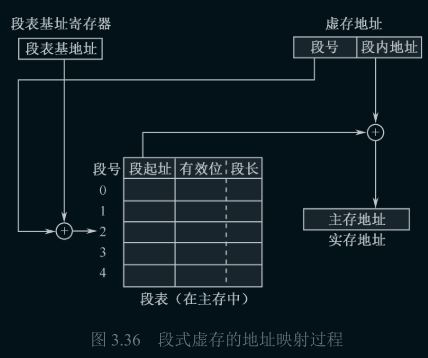 段表基址寄存器
段表基地址
虚存地址
段号 段内地址
段号 段起址 有效位 段长
0
1
2
3
4
段表（在主存中）
主存地址
实存地址
图 3.36 段式虚存的地址映射过程